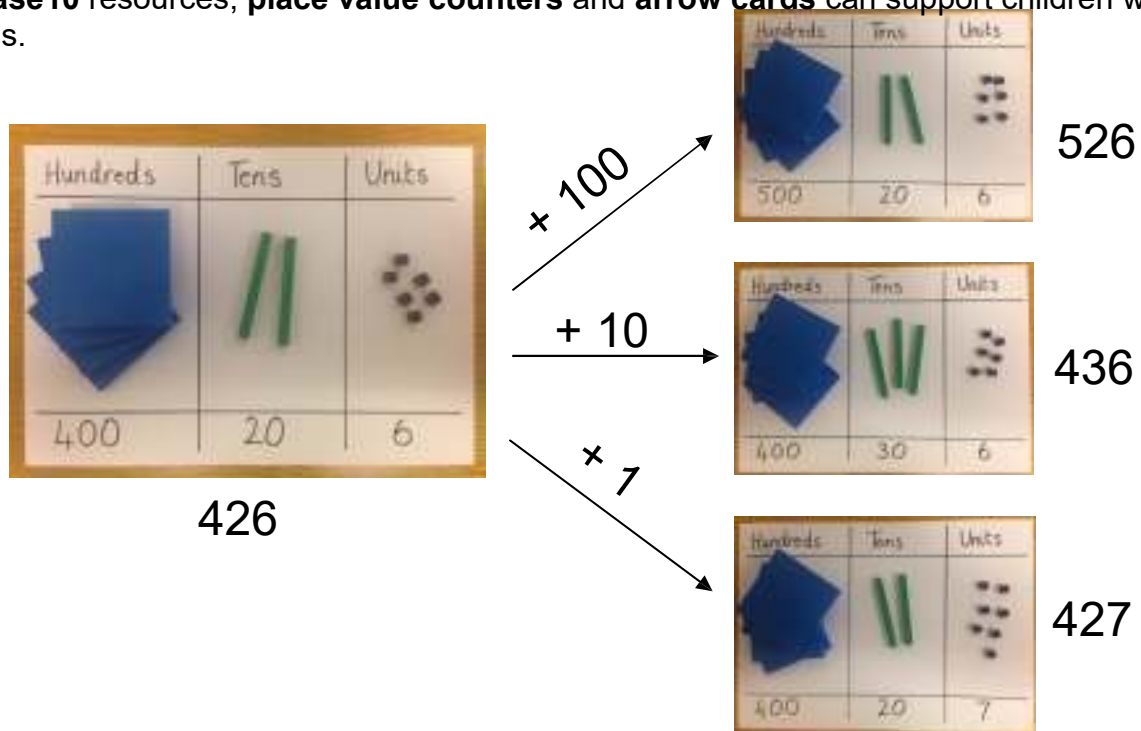 ase10 resources, place value counters and arrow cards can support children w
s.
Hundreds Tens Units
400 20 6
426
+ 100
+ 10
+ 1
Hundreds Tens Units
500 20 6
526
Hundreds Tens Units
400 30 6
436
Hundreds Tens Units
400 20 7
427